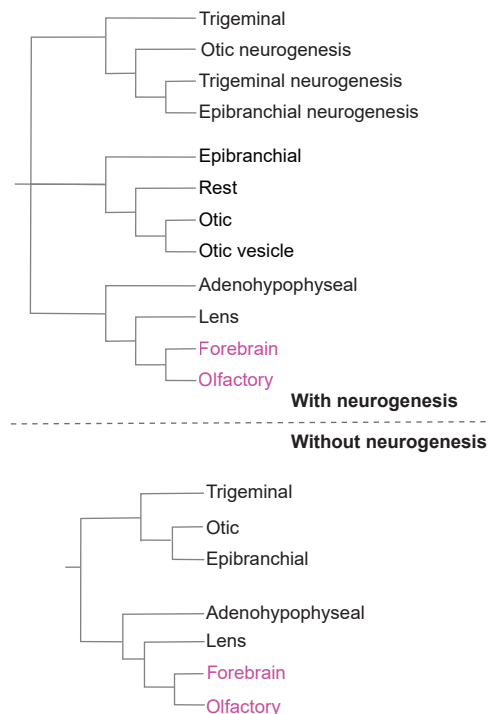 Trigeminal
Otic neurogenesis
Trigeminal neurogenesis
Epibranchial neurogenesis
Epibranchial
Rest
Otic
Otic vesicle
Adenohypophyseal
Lens
Forebrain
Olfactory
With neurogenesis
Without neurogenesis
Trigeminal
Otic
Epibranchial
Adenohypophyseal
Lens
Forebrain
Olfactory